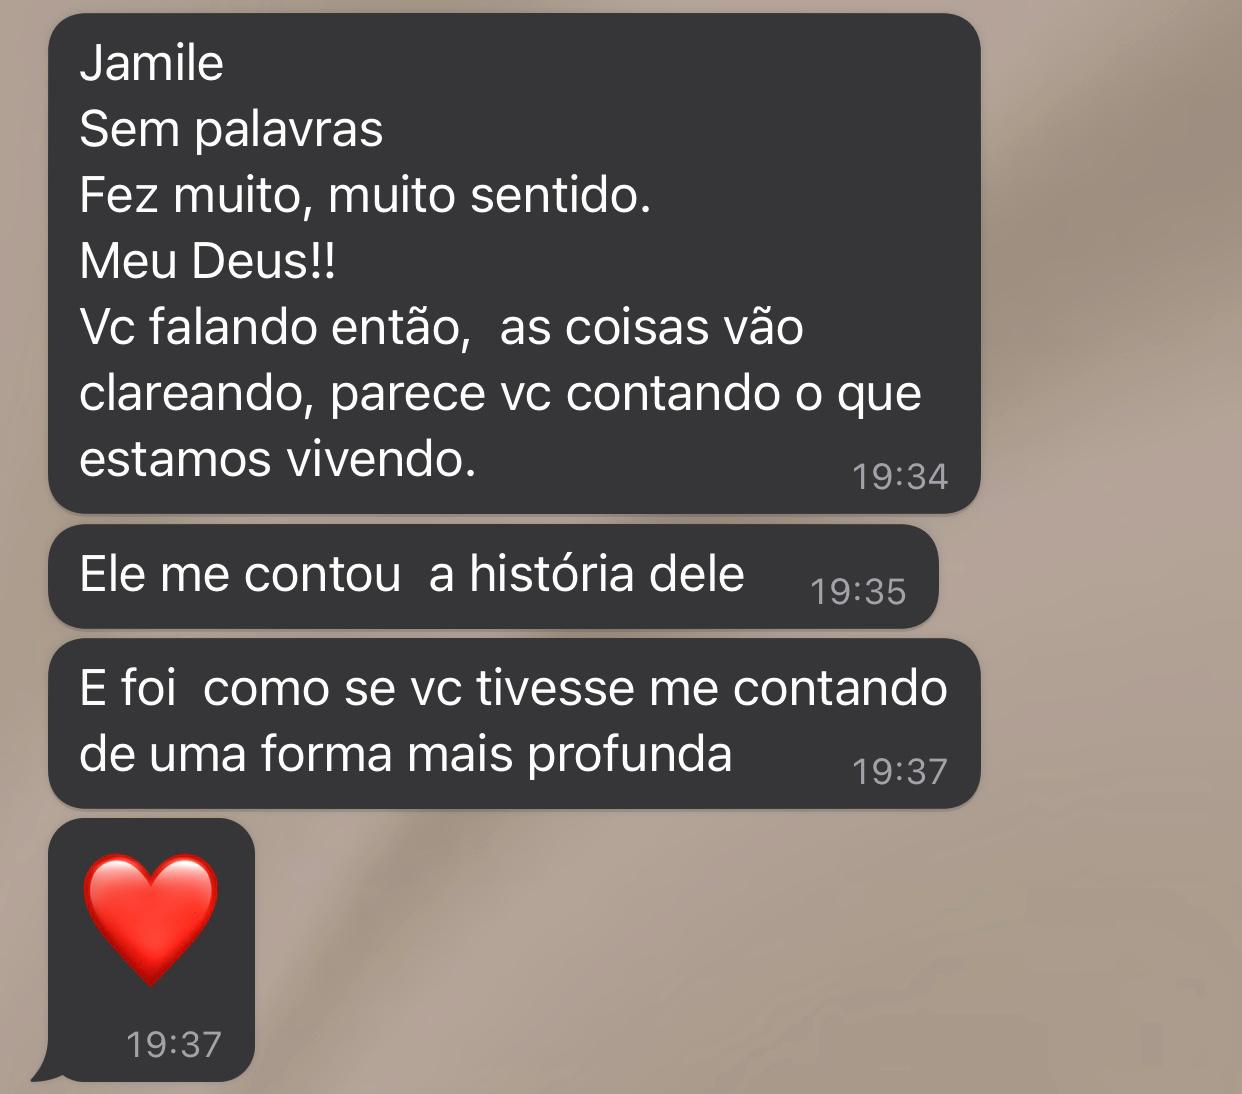 Jamile
Sem palavras
Fez muito, muito sentido.
Meu Deus!!
Vc falando então,  as coisas vão
clareando, parece vc contando o que
estamos vivendo.
19:34
Ele me contou  a história dele
19:35
E foi  como se vc tivesse me contando
de uma forma mais profunda
19:37
❤️
19:37